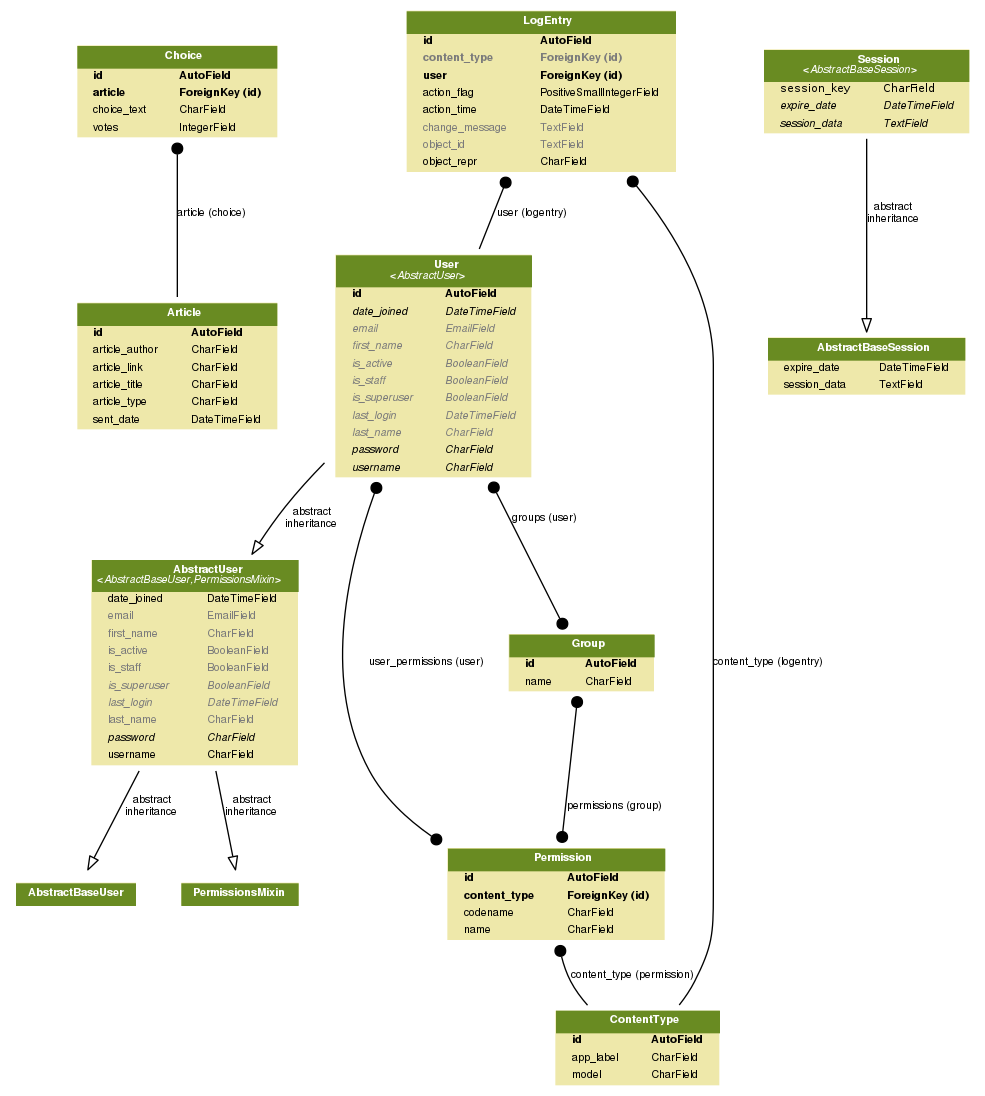 LogEntry
id AutoField
content_type ForeignKey (id)
user ForeignKey (id)
action_flag PositiveSmallIntegerField
action_time DateTimeField
change_message TextField
object_id TextField
object_repr CharField
Choice
id AutoField
article ForeignKey (id)
choice_text CharField
votes IntegerField
Session
<AbstractBaseSession>
session_key CharField
expire_date DateTimeField
session_data TextField
article (choice)
user (logentry)
abstract
inheritance
User
<AbstractUser>
id AutoField
date_joined DateTimeField
email EmailField
first_name CharField
is_active BooleanField
is_staff BooleanField
is_superuser BooleanField
last_login DateTimeField
last_name CharField
password CharField
username CharField
Article
id AutoField
article_author CharField
article_link CharField
article_title CharField
article_type CharField
sent_date DateTimeField
AbstractBaseSession
expire_date DateTimeField
session_data TextField
abstract
inheritance
groups (user)
AbstractUser
<AbstractBaseUser,PermissionsMixin>
date_joined DateTimeField
email EmailField
first_name CharField
is_active BooleanField
is_staff BooleanField
is_superuser BooleanField
last_login DateTimeField
last_name CharField
password CharField
username CharField
Group
id AutoField
name CharField
user_permissions (user)
content_type (logentry)
abstract
inheritance
abstract
inheritance
permissions (group)
AbstractBaseUser
PermissionsMixin
Permission
id AutoField
content_type ForeignKey (id)
codename CharField
name CharField
content_type (permission)
ContentType
id AutoField
app_label CharField
model CharField